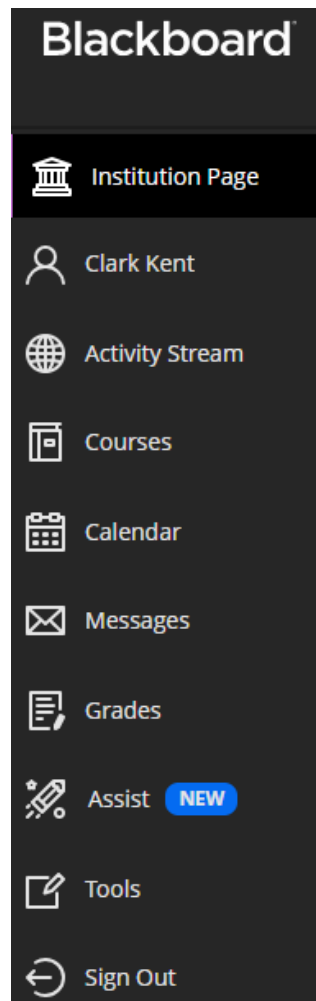 Blackboard
Institution Page
Clark Kent
Activity Stream
Courses
Calendar
Messages
Grades
Assist NEW
Tools
Sign Out